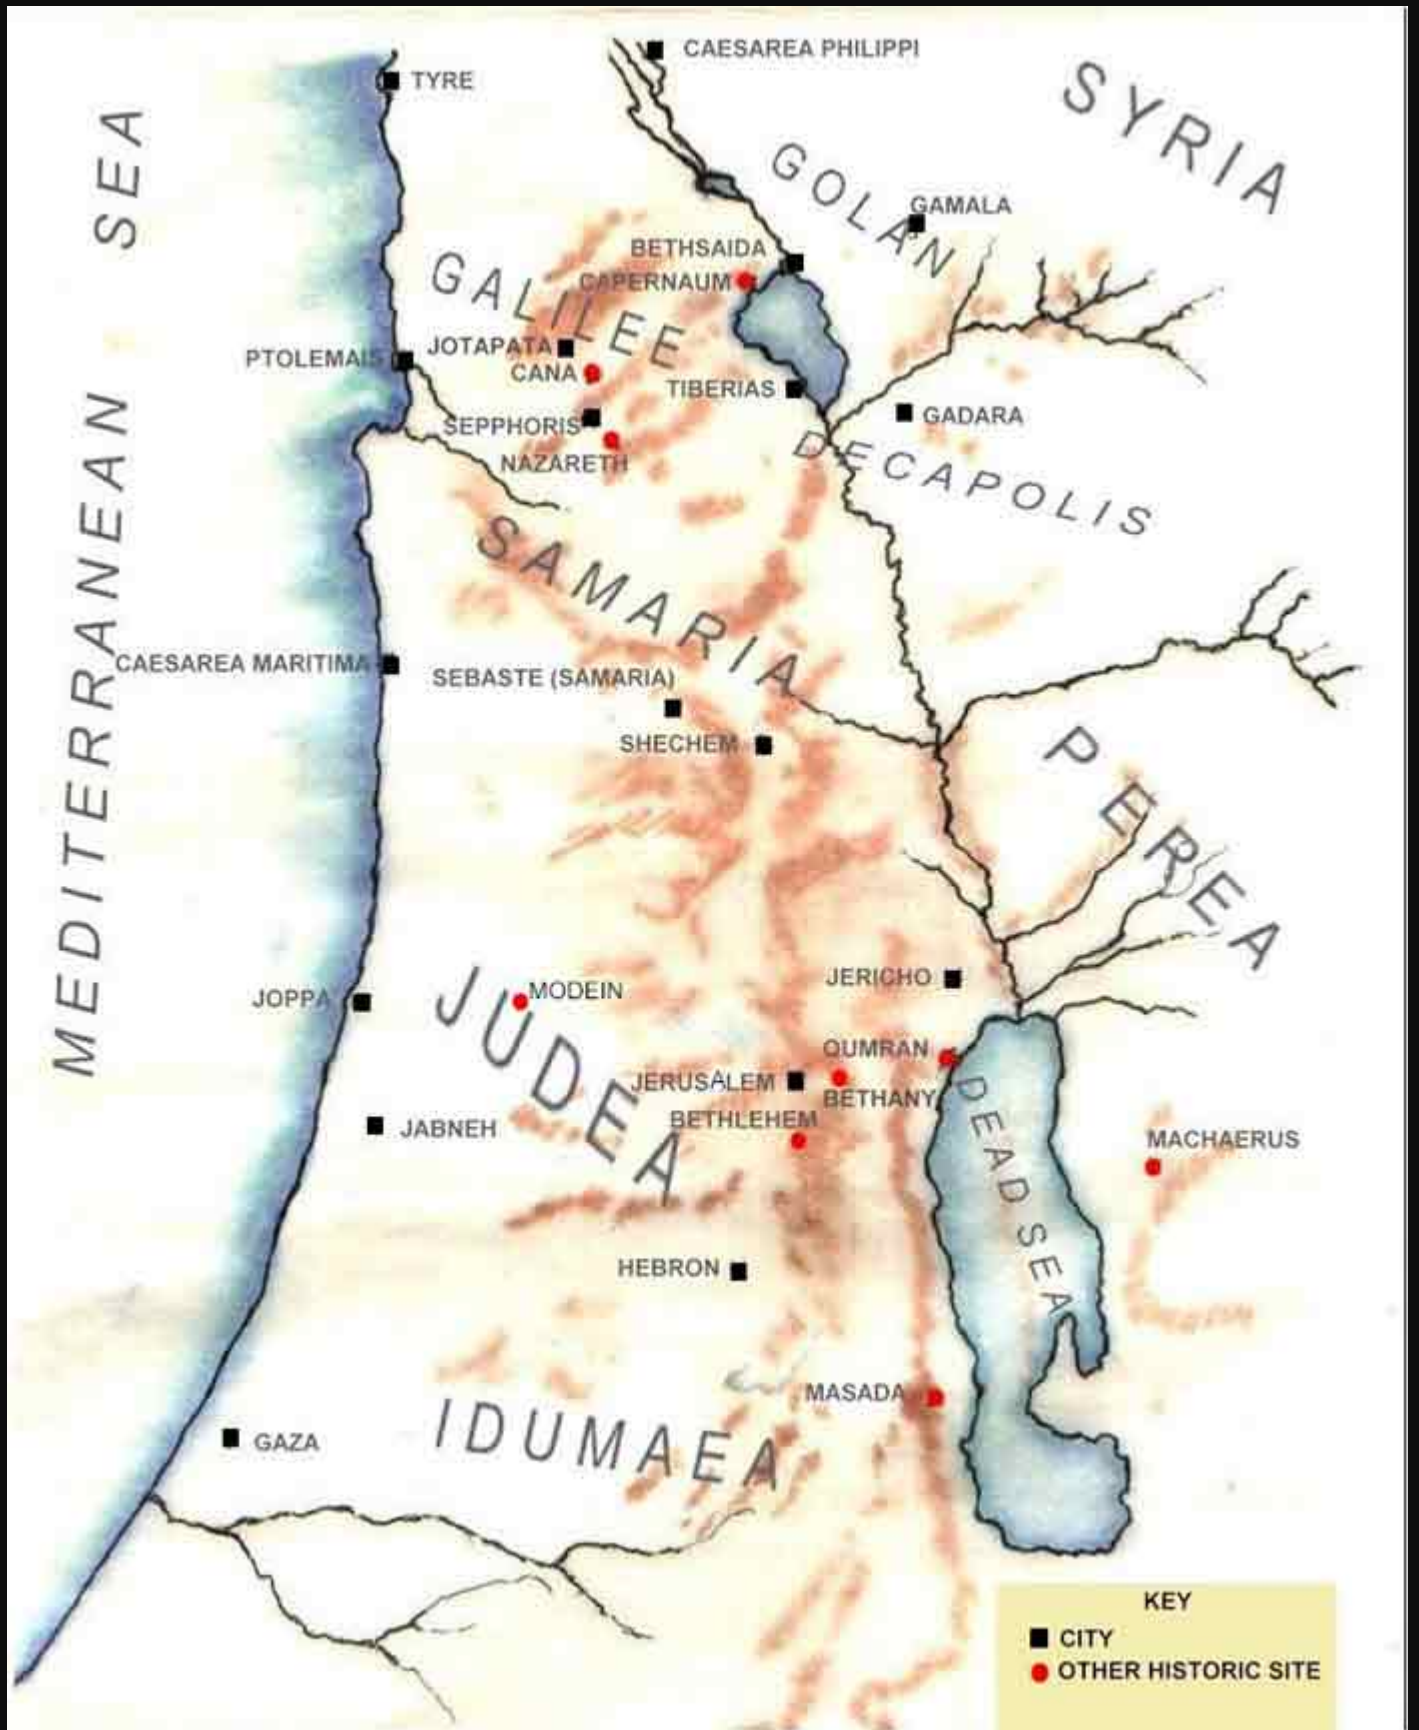 CAESAREA PHILIPPI
TYRE
SYRIA
MEDITERRANEAN SEA
GOLAN
GAMALA
BETHSAIDA
CAPERNAUM
GALILEE
PTOLEMAIS
JOTAPATA
CANA
TIBERIAS
GADARA
SEPPHORIS
NAZARETH
DECAPOLIS
SAMARIA
CAESAREA MARITIMA
SEBASTE (SAMARIA)
SHECHEM
PEREA
JERICHO
MODEIN
JOPPA
JUDEA
QUMRAN
JERUSALEM
BETHANY
BETHLEHEM
JABNEH
DEAD SEA
MACHAERUS
HEBRON
MASADA
IDUMAEA
GAZA
KEY
CITY
OTHER HISTORIC SITE